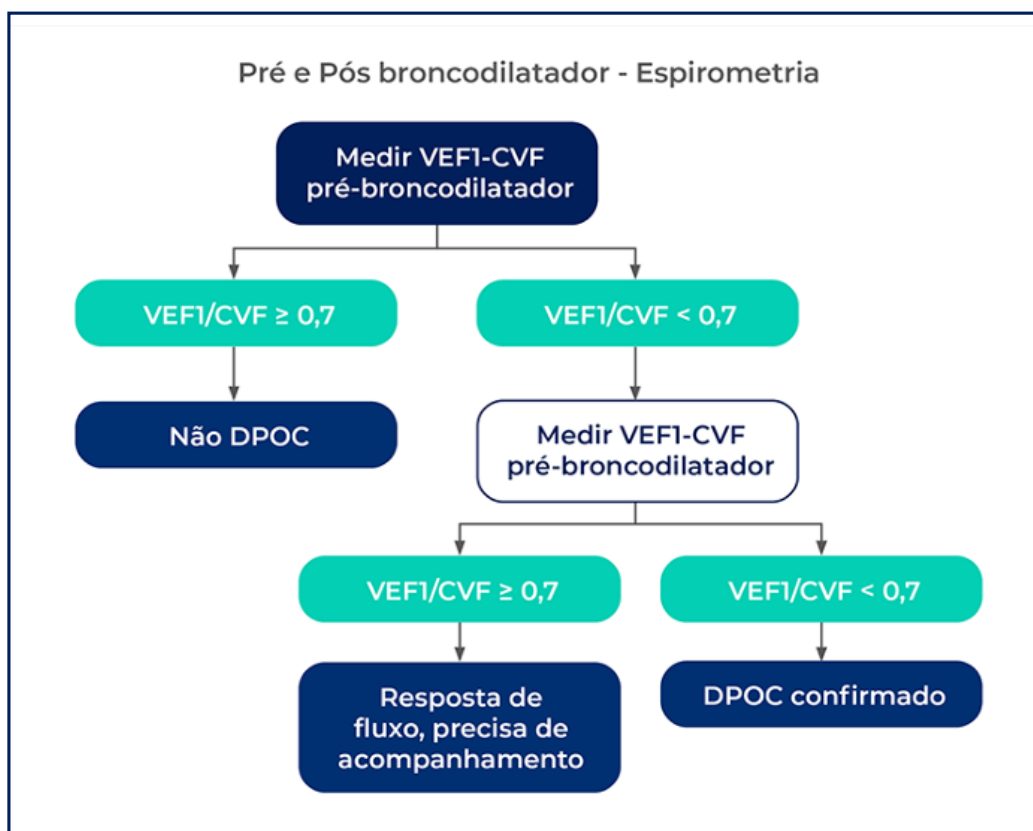 Pré e Pós broncodilatador - Espirometria
Medir VEF1-CVF
pré-broncodilatador
VEF1/CVF ≥ 0,7
VEF1/CVF < 0,7
Não DPOC
Medir VEF1-CVF
pré-broncodilatador
VEF1/CVF ≥ 0,7
VEF1/CVF < 0,7
Resposta de
fluxo, precisa de
acompanhamento
DPOC confirmado